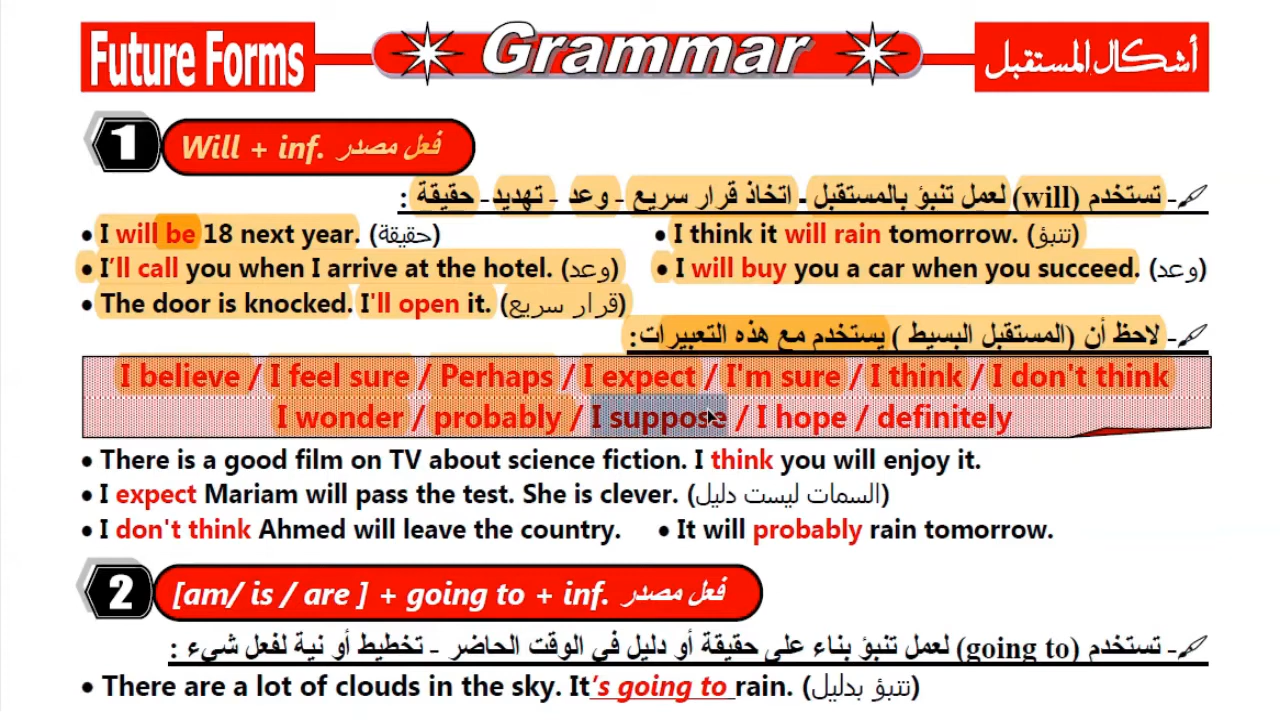 Future Forms Grammar أشكال المستقبل
1 Will + inf. فعل مصدر
- تستخدم (will) لعمل تنبؤ بالمستقبل - اتخاذ قرار سريع - وعد - تهديد - حقيقة :
• I will be 18 next year. (حقيقة) • I think it will rain tomorrow. (تنبؤ)
• I’ll call you when I arrive at the hotel. (وعد) • I will buy you a car when you succeed. (وعد)
• The door is knocked. I'll open it. (قرار سريع)
- لاحظ أن (المستقبل البسيط ) يستخدم مع هذه التعبيرات:
I believe / I feel sure / Perhaps / I expect / I'm sure / I think / I don't think
I wonder / probably / I suppose / I hope / definitely
• There is a good film on TV about science fiction. I think you will enjoy it.
• I expect Mariam will pass the test. She is clever. (السمات ليست دليل)
• I don't think Ahmed will leave the country. • It will probably rain tomorrow.
2 [am/ is / are ] + going to + inf. فعل مصدر
- تستخدم (going to) لعمل تنبؤ بناء على حقيقة أو دليل في الوقت الحاضر - تخطيط أو نية لفعل شيء :
• There are a lot of clouds in the sky. It’s going to rain. (تتبؤ بدليل)